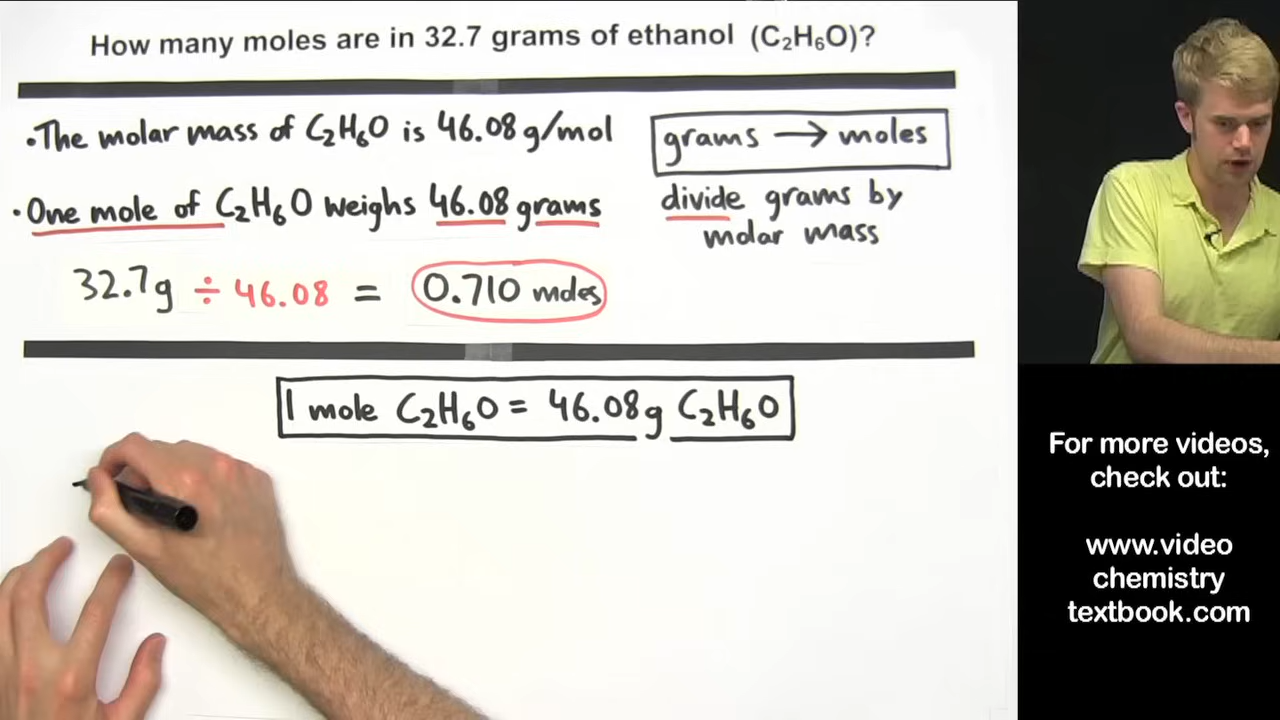 How many moles are in 32.7 grams of ethanol (C₂H₆O)?
•The molar mass of C₂H₆O is 46.08 g/mol
•One mole of C₂H₆O weighs 46.08 grams
32.7g ÷ 46.08 = 0.710 moles
grams → moles
divide grams by
molar mass
1 mole C₂H₆O = 46.08g C₂H₆O
For more videos,
check out:
www.video
chemistry
textbook.com